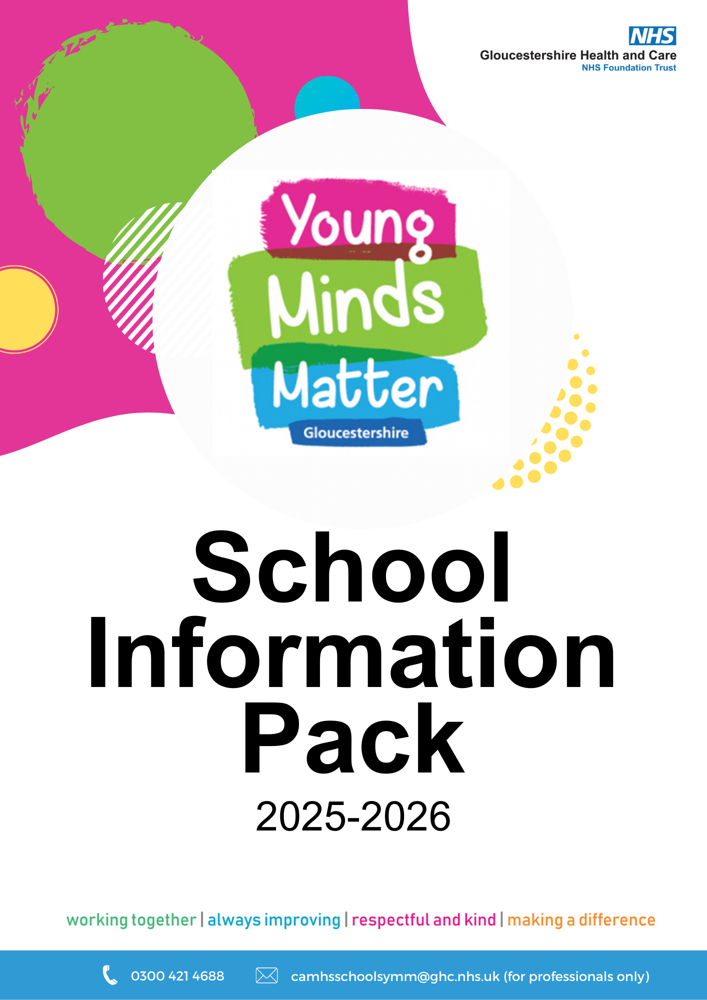 NHS
Gloucestershire Health and Care
NHS Foundation Trust
Young
Minds
Matter
Gloucestershire
School
Information
Pack
2025-2026
working together | always improving | respectful and kind | making a difference
0300 421 4688 camhsschoolsymm@ghc.nhs.uk (for professionals only)